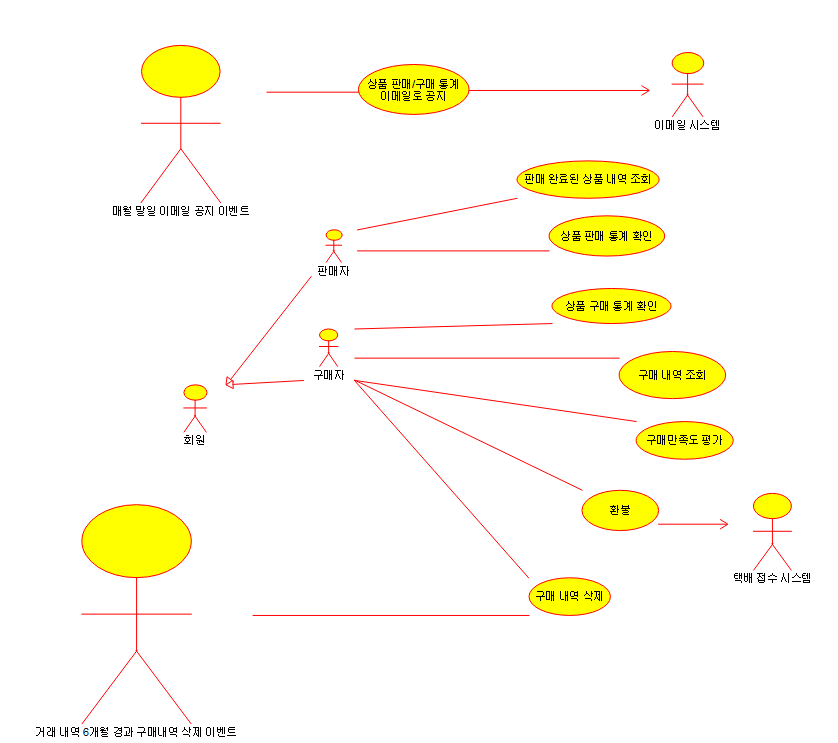 상품 판매/구매 통계
이메일로 공지
이메일 시스템
매월 말일 이메일 공지 이벤트
판매 완료된 상품 내역 조회
상품 판매 통계 확인
판매자
상품 구매 통계 확인
구매자
구매 내역 조회
회원
구매만족도 평가
환불
택배 접수 시스템
구매 내역 삭제
거래 내역 6개월 경과 구매내역 삭제 이벤트